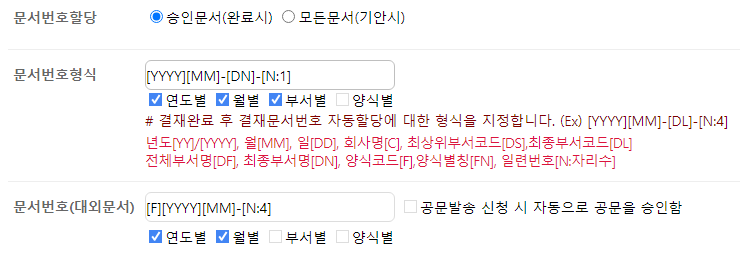 문서번호할당 승인문서(완료시) 모든문서(기안시)
문서번호형식 [YYYY][MM]-[DN]-[N:1]
연도별 월별 부서별 양식별
# 결재완료 후 결재문서번호 자동할당에 대한 형식을 지정합니다. (Ex) [YYYY][MM]-[DL]-[N:4]
년도[YY]/[YYYY], 월[MM], 일[DD], 회사명[C], 최상위부서코드[DS],최종부서코드[DL]
전체부서명[DF], 최종부서명[DN], 양식코드[F],양식별칭[FN], 일련번호[N:자리수]
문서번호(대외문서) [F][YYYY][MM]-[N:4] 공문발송 신청 시 자동으로 공문을 승인함
연도별 월별 부서별 양식별